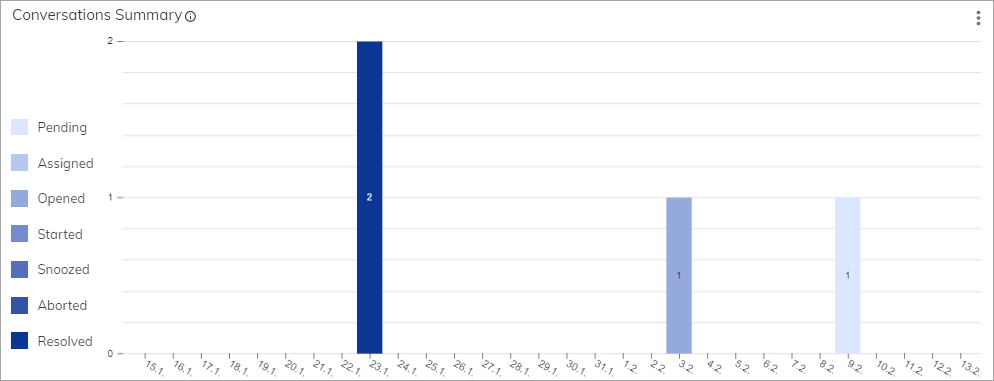 Conversations Summary
2
1
0
Pending
Assigned
Opened
Started
Snoozed
Aborted
Resolved
2
1
1
15.1. 16.1. 17.1. 18.1. 19.1. 20.1. 21.1. 22.1. 23.1. 24.1. 25.1. 26.1. 27.1. 28.1. 29.1. 30.1. 31.1. 1.2. 2.2. 3.2. 4.2. 5.2. 6.2. 7.2. 8.2. 9.2. 10.2. 11.2. 12.2. 13.2.